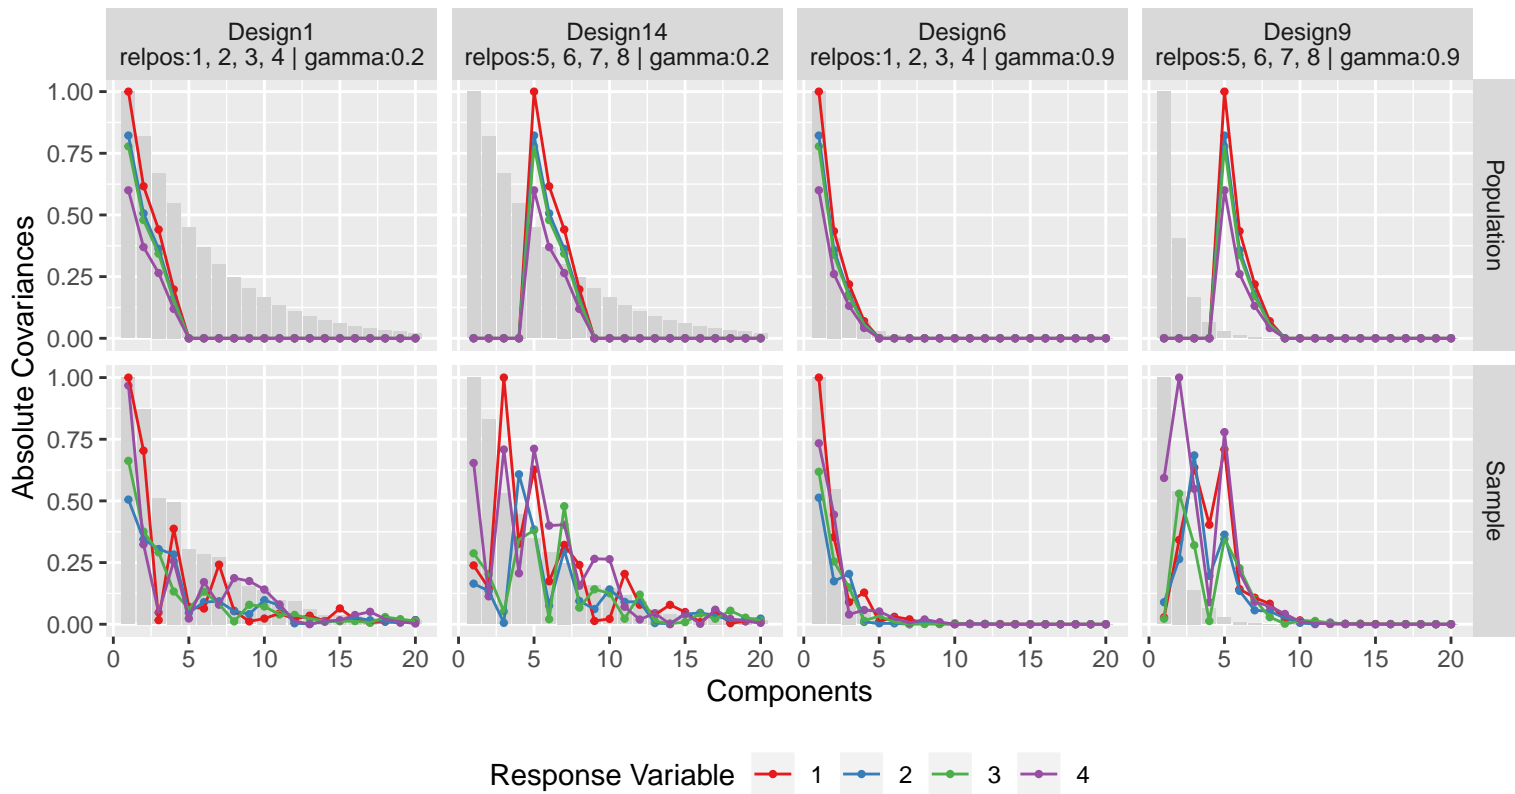 Design1
relpos:1, 2, 3, 4 | gamma:0.2
Design14
relpos:5, 6, 7, 8 | gamma:0.2
Design6
relpos:1, 2, 3, 4 | gamma:0.9
Design9
relpos:5, 6, 7, 8 | gamma:0.9
Absolute Covariances
1.00
0.75
0.50
0.25
0.00
Population
1.00
0.75
0.50
0.25
0.00
Sample
0 5 10 15 20
0 5 10 15 20
0 5 10 15 20
0 5 10 15 20
Components
Response Variable 1 2 3 4